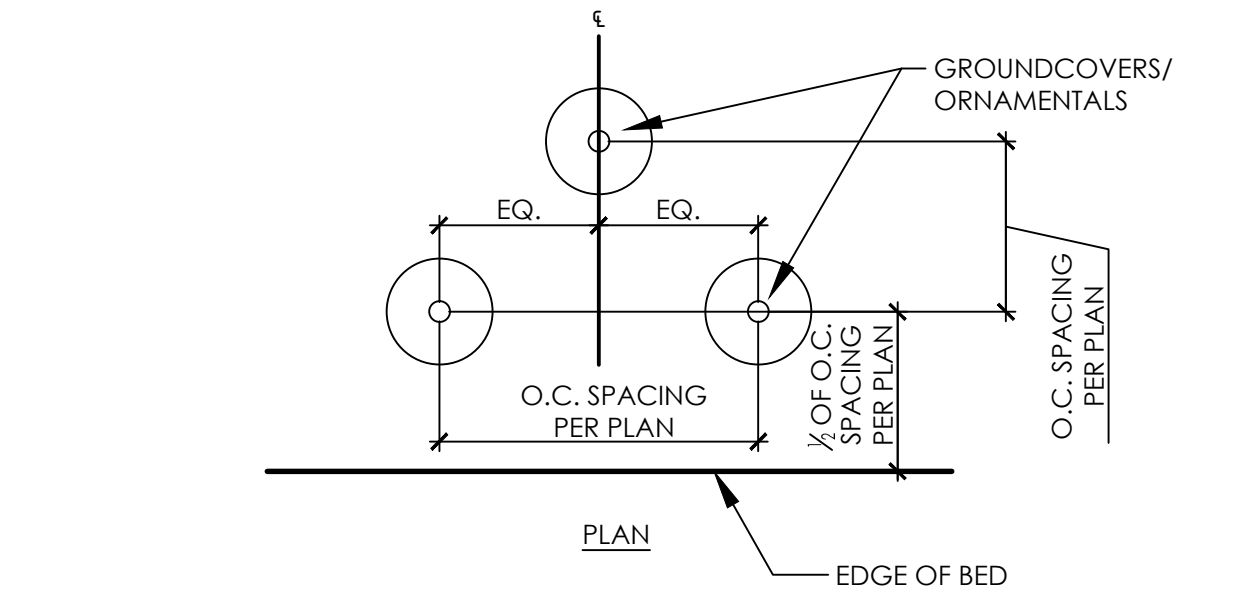 ℄
GROUNDCOVERS/
ORNAMENTALS
EQ.
EQ.
O.C. SPACING
PER PLAN
½ OF O.C.
SPACING
PER PLAN
O.C. SPACING
PER PLAN
PLAN
EDGE OF BED